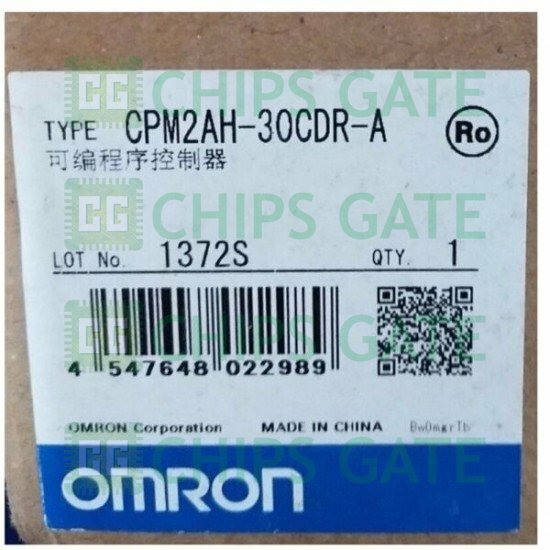 CHIPS GATE
TYPE CPM2AH-30CDR-A Ro
可编程序控制器
CHIPS GATE
LOT No. 1372S QTY. 1
CHIPS GATE
4 547648 022989
OMRON Corporation MADE IN CHINA
CHIPS GATE
OMRON